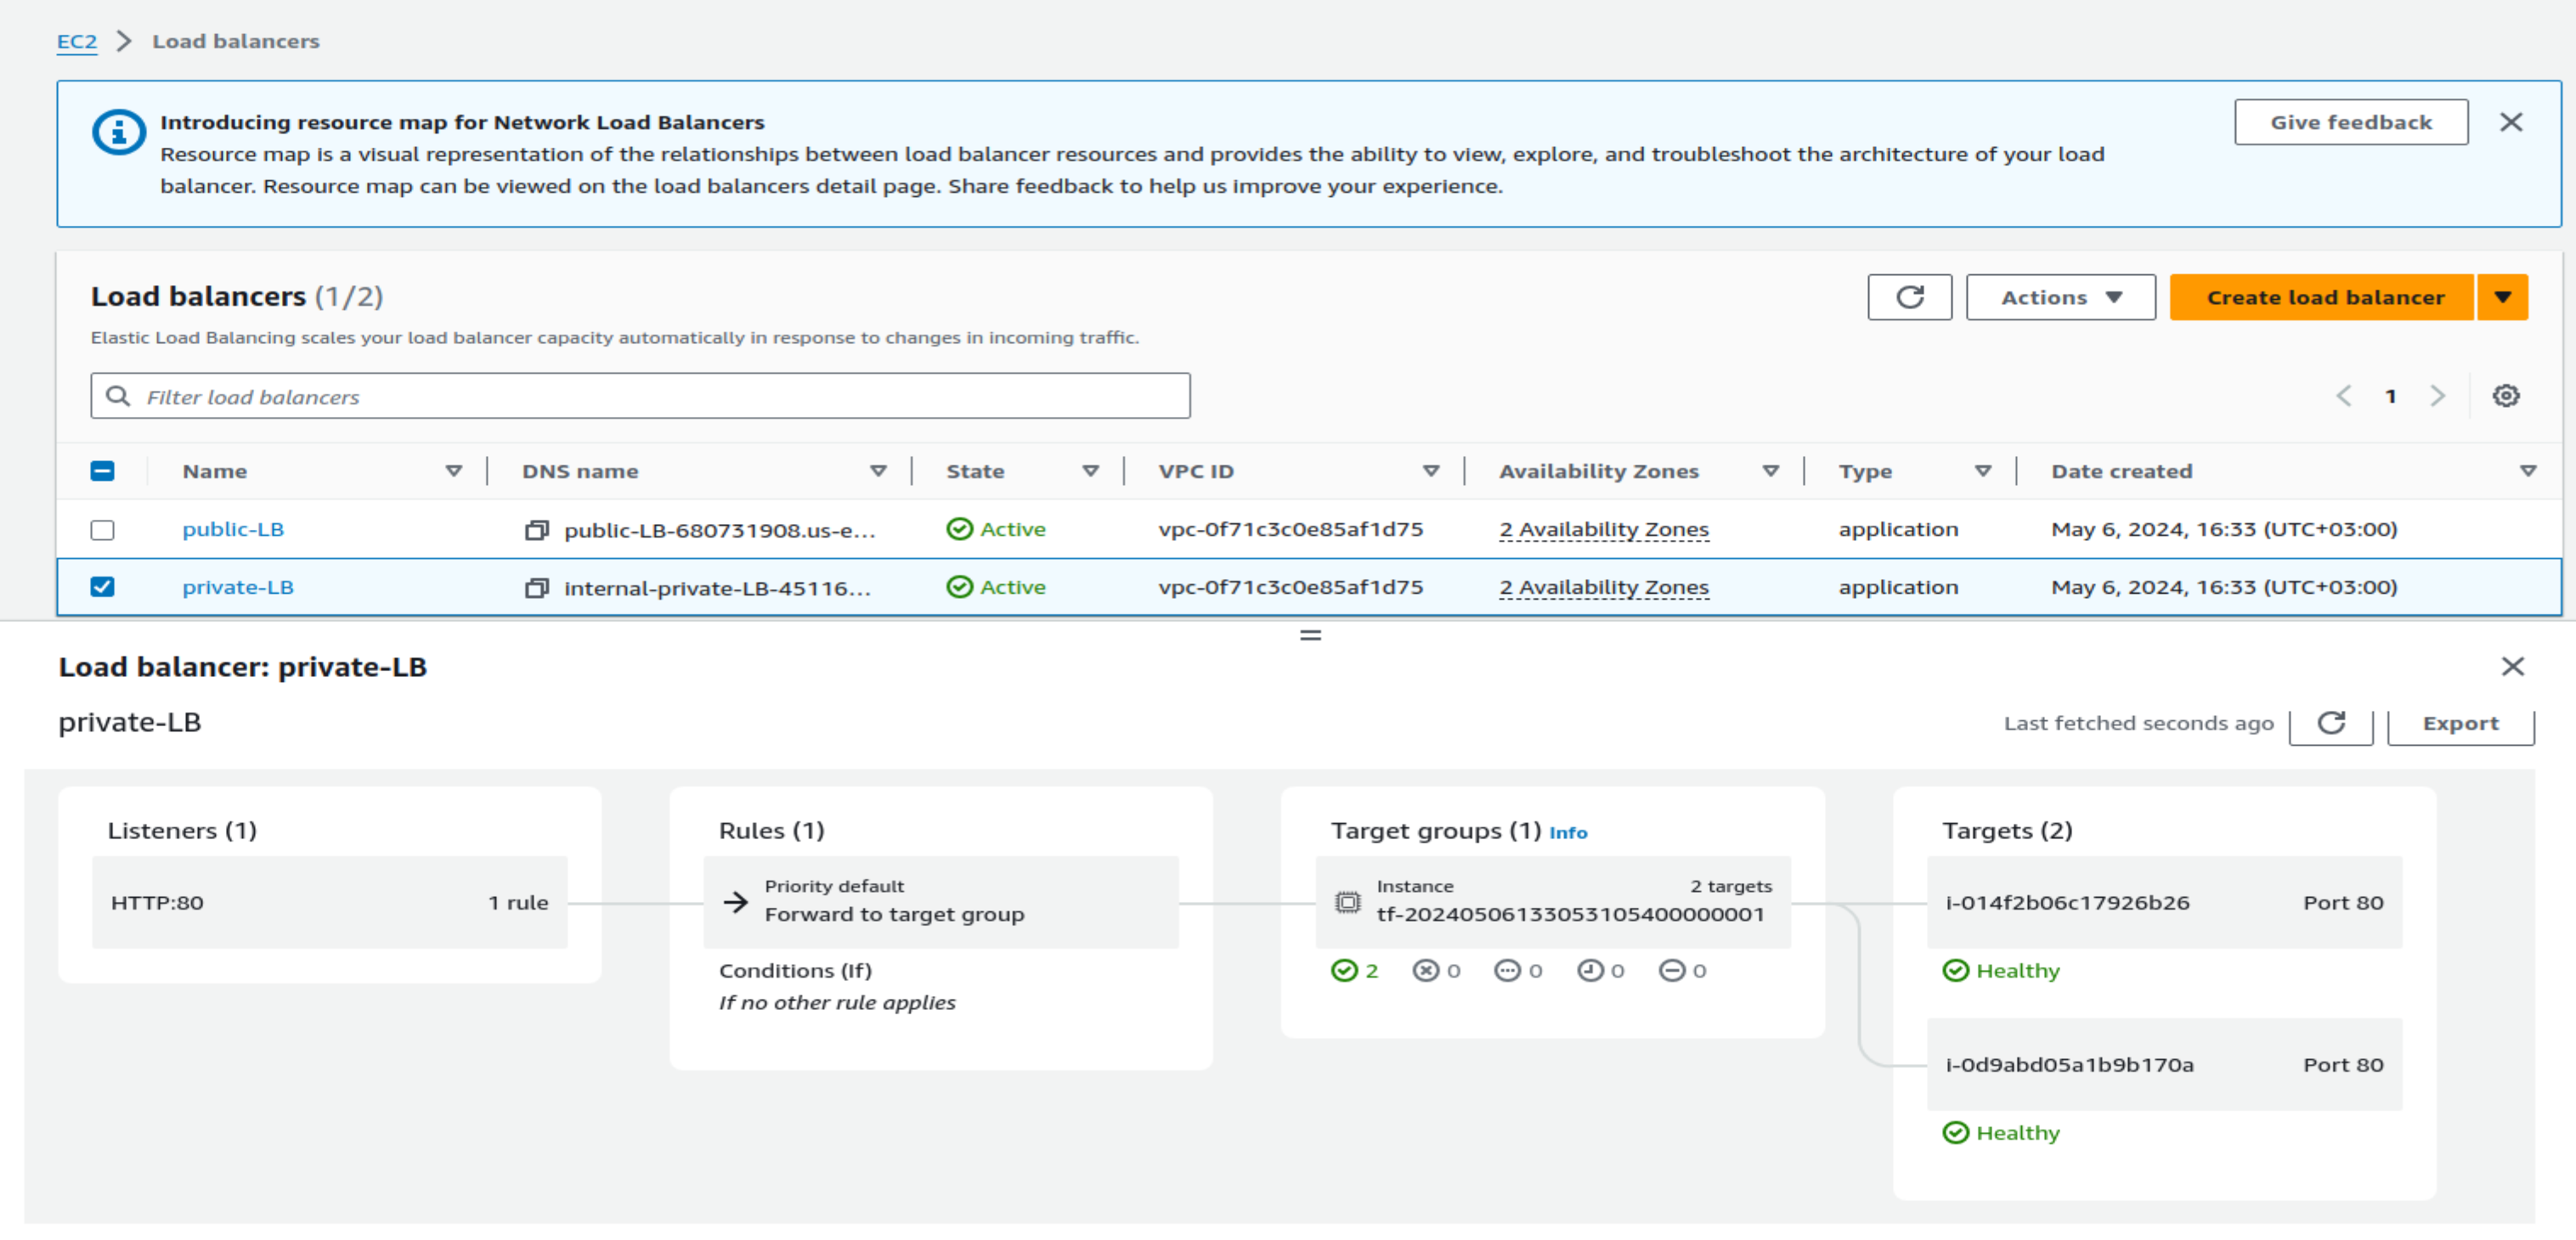 EC2 > Load balancers
Introducing resource map for Network Load Balancers
Give feedback
Resource map is a visual representation of the relationships between load balancer resources and provides the ability to view, explore, and troubleshoot the architecture of your load
balancer. Resource map can be viewed on the load balancers detail page. Share feedback to help us improve your experience.
Load balancers (1/2)
Actions
Create load balancer
Elastic Load Balancing scales your load balancer capacity automatically in response to changes in incoming traffic.
Filter load balancers
1
Name DNS name State VPC ID Availability Zones Type Date created
public-LB public-LB-680731908.us-e... Active vpc-0f71c3c0e85af1d75 2 Availability Zones application May 6, 2024, 16:33 (UTC+03:00)
private-LB internal-private-LB-45116... Active vpc-0f71c3c0e85af1d75 2 Availability Zones application May 6, 2024, 16:33 (UTC+03:00)
Load balancer: private-LB
private-LB
Last fetched seconds ago
Export
Listeners (1)
HTTP:80 1 rule
Rules (1)
Priority default
Forward to target group
Conditions (If)
If no other rule applies
Target groups (1) Info
Instance 2 targets
tf-20240506133053105400000001
2 0 0 0 0
Targets (2)
i-014f2b06c17926b26 Port 80
Healthy
i-0d9abd05a1b9b170a Port 80
Healthy